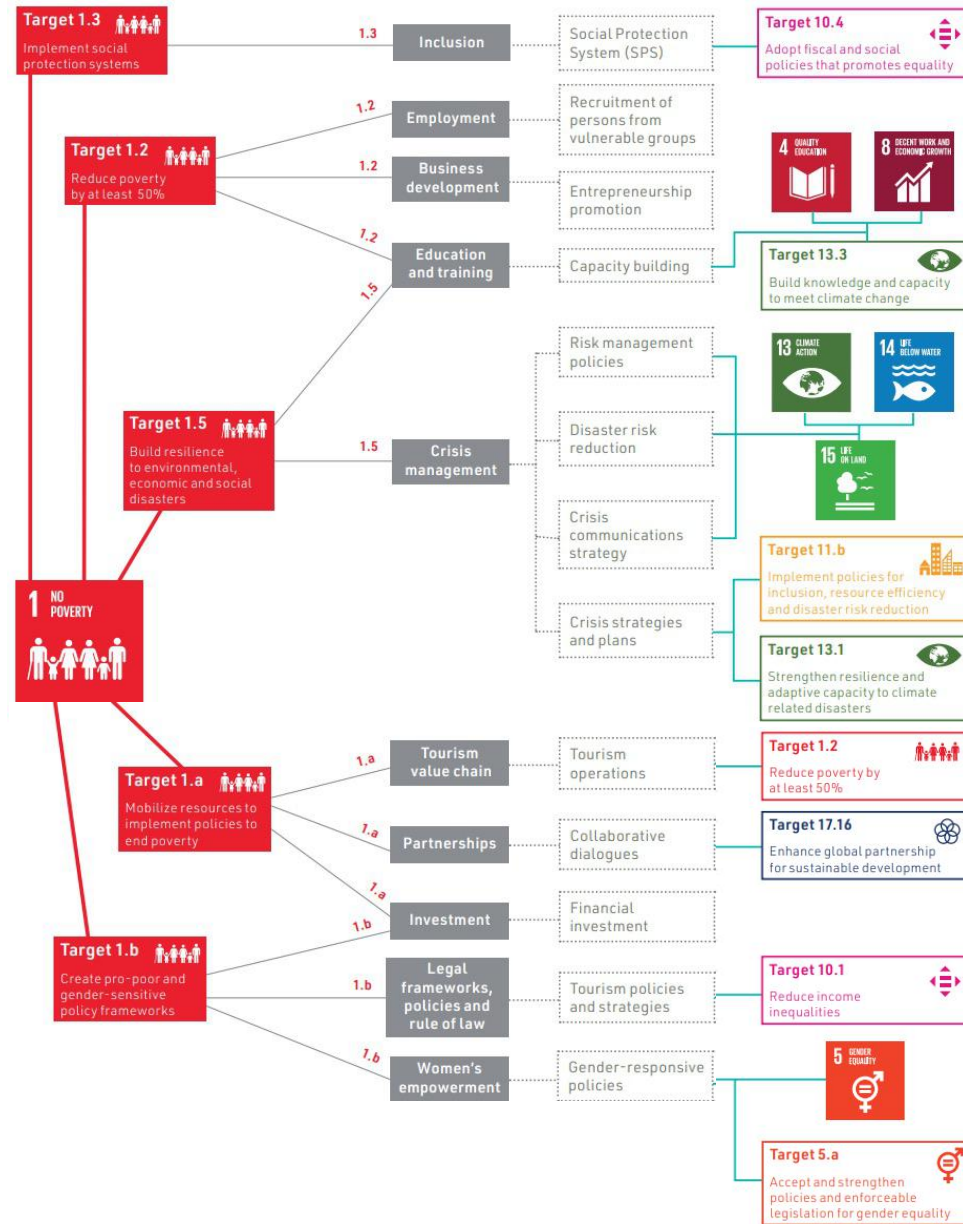 Target 1.3
Implement social
protection systems
1.3
Inclusion
Social Protection
System (SPS)
Target 10.4
Adopt fiscal and social
policies that promotes equality
Target 1.2
Reduce poverty
by at least 50%
1.2
Employment
Recruitment of
persons from
vulnerable groups
1.2
Business
development
Entrepreneurship
promotion
1.2
Education
and training
Capacity building
4 QUALITY
EDUCATION
8 DECENT WORK AND
ECONOMIC GROWTH
Target 13.3
Build knowledge and capacity
to meet climate change
1.5
Target 1.5
Build resilience
to environmental,
economic and social
disasters
1.5
Crisis
management
Risk management
policies
Disaster risk
reduction
Crisis
communications
strategy
Crisis strategies
and plans
13 CLIMATE
ACTION
14 LIFE
BELOW WATER
15 LIFE
ON LAND
Target 11.b
Implement policies for
inclusion, resource efficiency
and disaster risk reduction
Target 13.1
Strengthen resilience and
adaptive capacity to climate
related disasters
1 NO
POVERTY
Target 1.a
Mobilize resources to
implement policies to
end poverty
1.a
Tourism
value chain
Tourism
operations
Target 1.2
Reduce poverty by
at least 50%
1.a
Partnerships
Collaborative
dialogues
Target 17.16
Enhance global partnership
for sustainable development
1.a
1.b
Investment
Financial
investment
Target 1.b
Create pro-poor and
gender-sensitive
policy frameworks
1.b
Legal
frameworks,
policies and
rule of law
Tourism policies
and strategies
Target 10.1
Reduce income
inequalities
1.b
Women's
empowerment
Gender-responsive
policies
5 GENDER
EQUALITY
Target 5.a
Accept and strengthen
policies and enforceable
legislation for gender equality